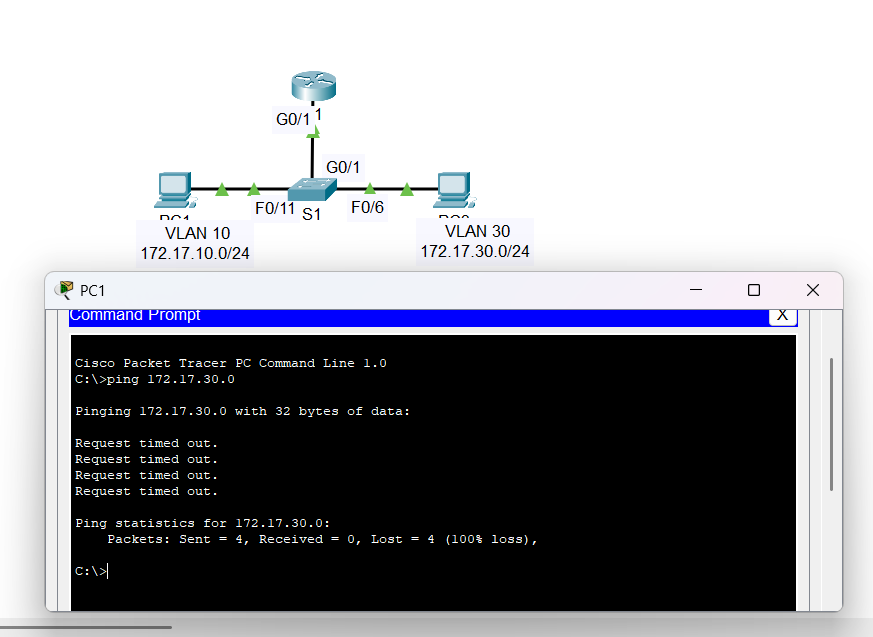 G0/1 1
G0/1
F0/11
S1
F0/6
VLAN 10
172.17.10.0/24
VLAN 30
172.17.30.0/24
PC1
Command Prompt
X
Cisco Packet Tracer PC Command Line 1.0
C:\>ping 172.17.30.0
Pinging 172.17.30.0 with 32 bytes of data:
Request timed out.
Request timed out.
Request timed out.
Request timed out.
Ping statistics for 172.17.30.0:
Packets: Sent = 4, Received = 0, Lost = 4 (100% loss),
C:\>